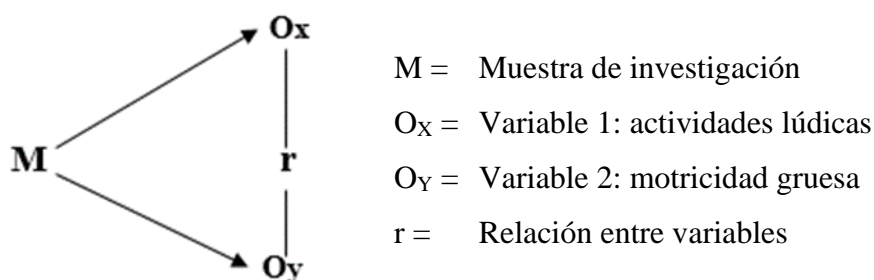 Ox
M
r
Oy
M = Muestra de investigación
OX = Variable 1: actividades lúdicas
OY = Variable 2: motricidad gruesa
r = Relación entre variables